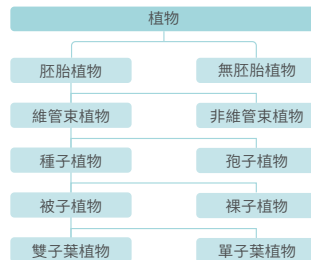 植物
胚胎植物 無胚胎植物
維管束植物 非維管束植物
種子植物 孢子植物
被子植物 裸子植物
雙子葉植物 單子葉植物